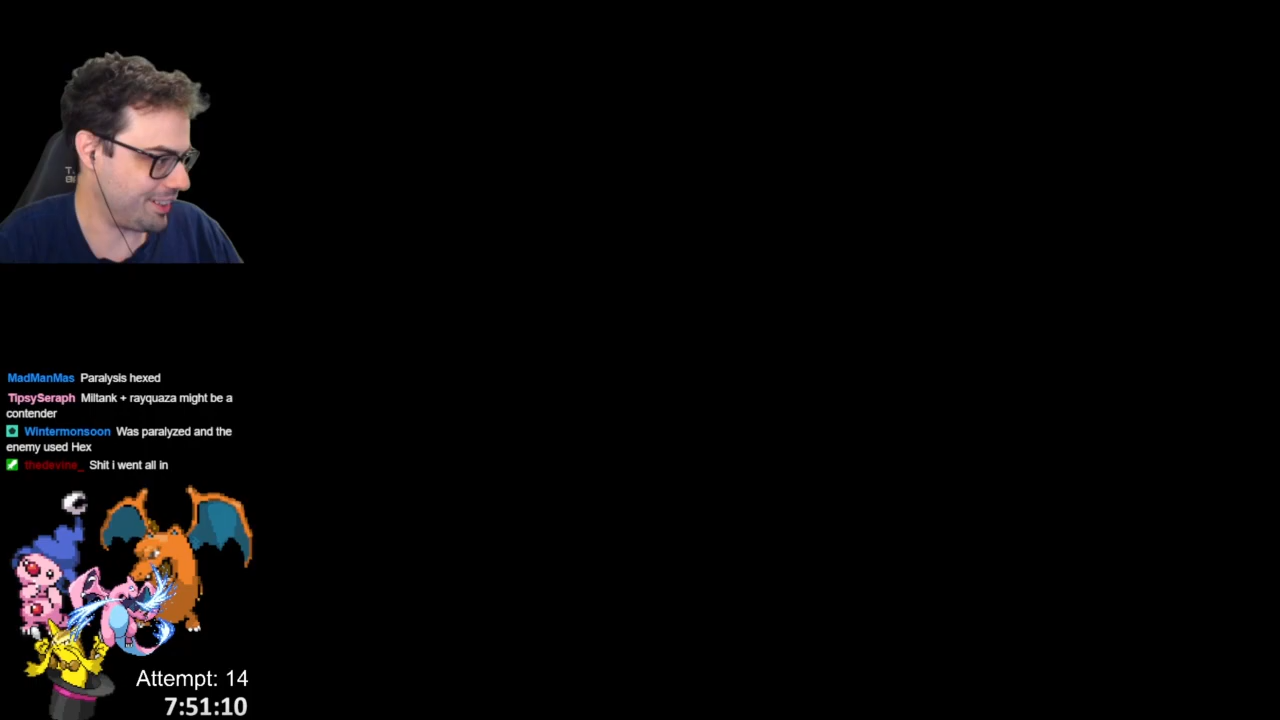 MadManMas Paralysis hexed
TipsySeraph Miltank + rayquaza might be a
contender
Wintermonsoon Was paralyzed and the
enemy used Hex
thedevine_ Shit i went all in
Attempt: 14
7:51:10